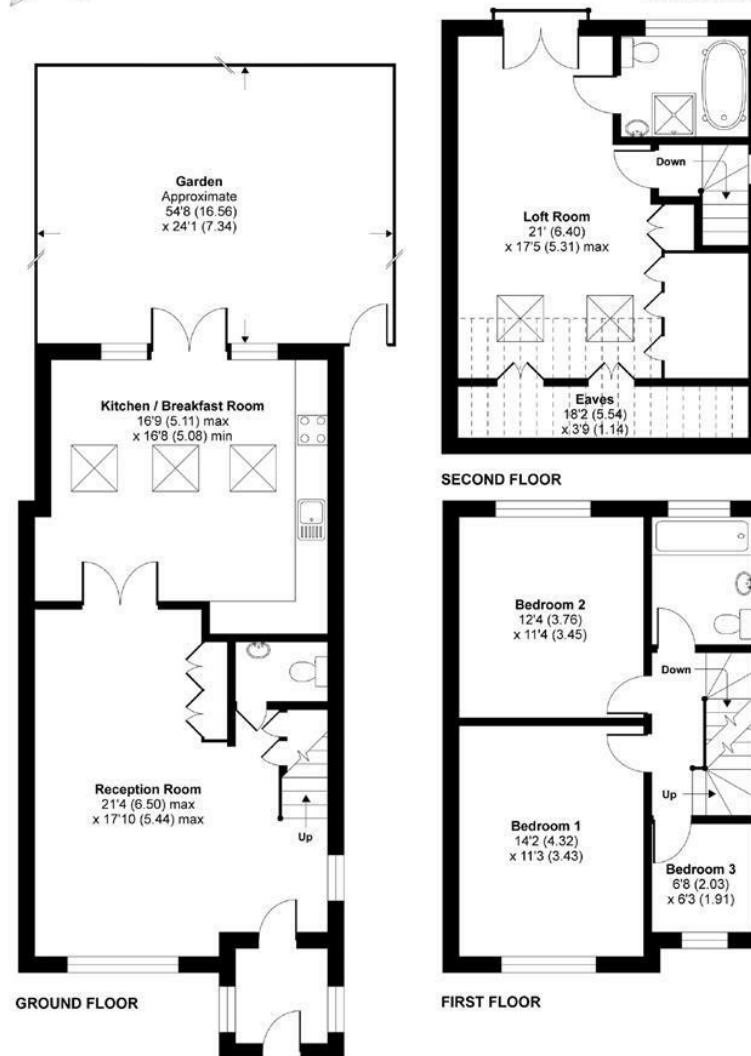 Garden
Approximate
54'8 (16.56)
x 24'1 (7.34)
Kitchen / Breakfast Room
16'9 (5.11) max
x 16'8 (5.08) min
Reception Room
21'4 (6.50) max
x 17'10 (5.44) max
Up
GROUND FLOOR
Down
Loft Room
21' (6.40)
x 17'5 (5.31) max
Eaves
18'2 (5.54)
x 3'9 (1.14)
SECOND FLOOR
Bedroom 2
12'4 (3.76)
x 11'4 (3.45)
Down
Up
Bedroom 1
14'2 (4.32)
x 11'3 (3.43)
Bedroom 3
6'8 (2.03)
x 6'3 (1.91)
FIRST FLOOR